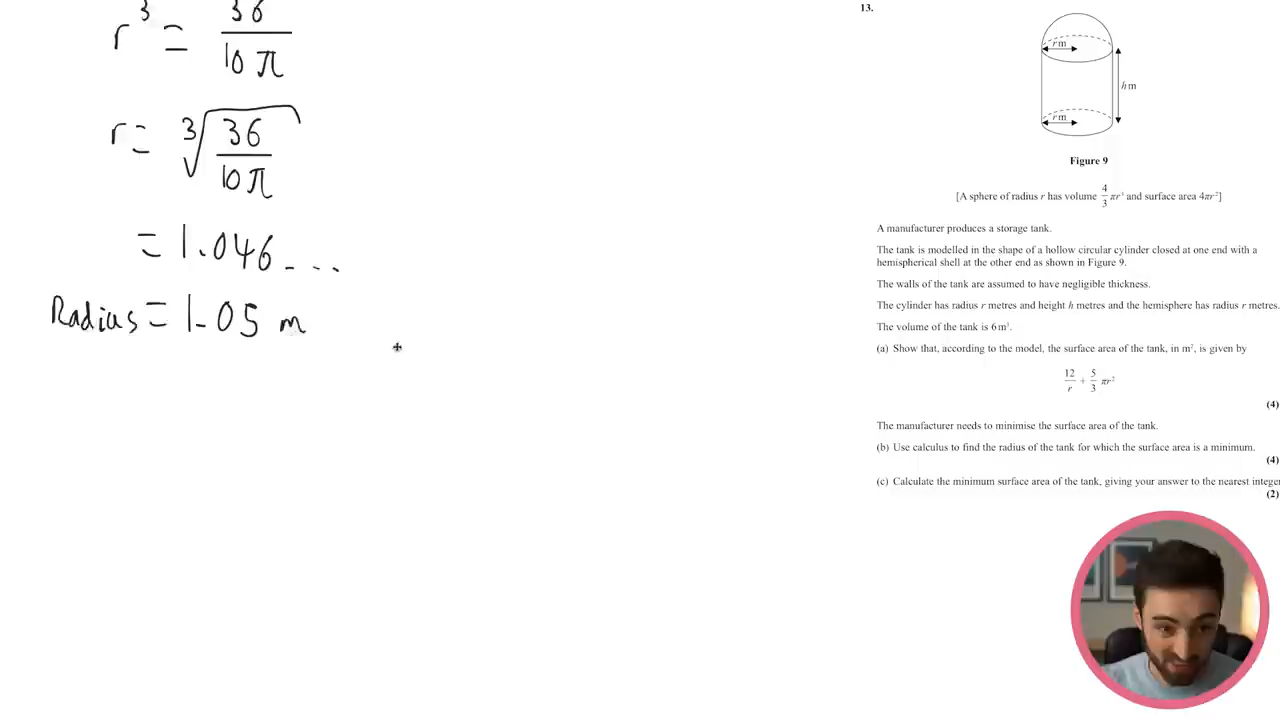 r³ = 36/10π
r = ³√(36/10π)
= 1.046....
Radius = 1.05 m
13.
r m
h m
r m
Figure 9
[A sphere of radius r has volume 4/3 πr³ and surface area 4πr²]
A manufacturer produces a storage tank.
The tank is modelled in the shape of a hollow circular cylinder closed at one end with a
hemispherical shell at the other end as shown in Figure 9.
The walls of the tank are assumed to have negligible thickness.
The cylinder has radius r metres and height h metres and the hemisphere has radius r metres.
The volume of the tank is 6 m³.
(a) Show that, according to the model, the surface area of the tank, in m², is given by
12/r + 5/3 πr²
(4)
The manufacturer needs to minimise the surface area of the tank.
(b) Use calculus to find the radius of the tank for which the surface area is a minimum.
(4)
(c) Calculate the minimum surface area of the tank, giving your answer to the nearest intege
(2)